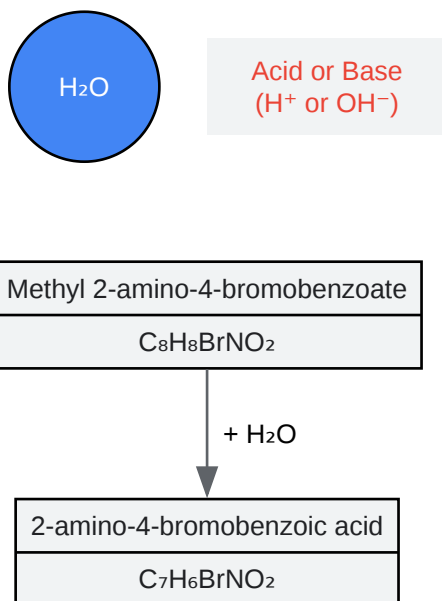 H₂O
Acid or Base
(H⁺ or OH⁻)
Methyl 2-amino-4-bromobenzoate
C₈H₈BrNO₂
+ H₂O
2-amino-4-bromobenzoic acid
C₇H₆BrNO₂